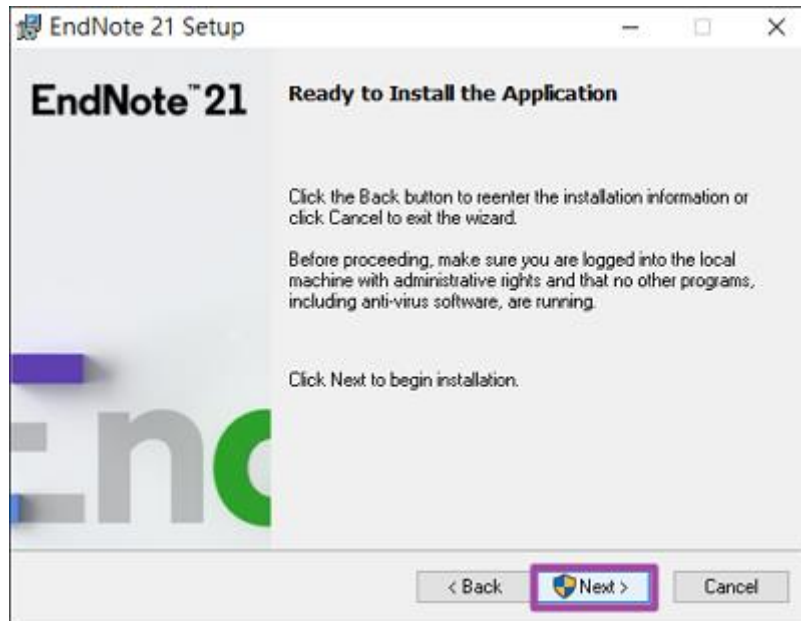 EndNote 21 Setup
EndNote™21
Ready to Install the Application
Click the Back button to reenter the installation information or
click Cancel to exit the wizard.
Before proceeding, make sure you are logged into the local
machine with administrative rights and that no other programs,
including anti-virus software, are running.
Click Next to begin installation.
Enc
< Back
Next >
Cancel